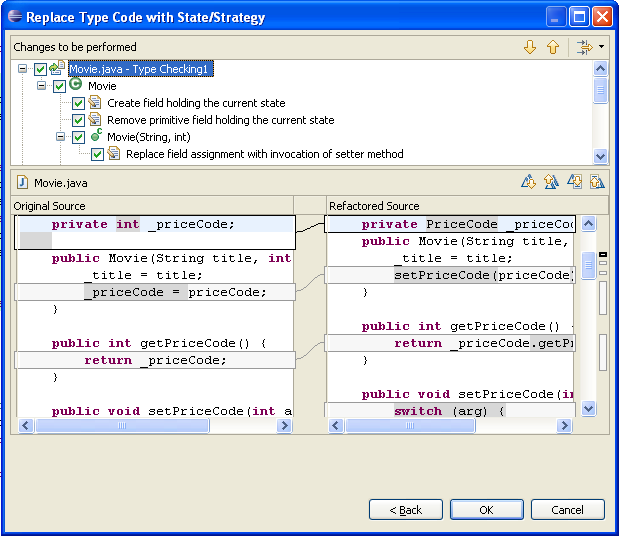 Replace Type Code with State/Strategy
Changes to be performed
Movie.java - Type Checking1
Movie
Create field holding the current state
Remove primitive field holding the current state
Movie(String, int)
Replace field assignment with invocation of setter method
Movie.java
Original Source
private int _priceCode;
public Movie(String title, int
_title = title;
_priceCode = priceCode;
}
public int getPriceCode() {
return _priceCode;
}
public void setPriceCode(int a
Refactored Source
private PriceCode _priceCo
public Movie(String title,
_title = title;
setPriceCode(priceCode)
}
public int getPriceCode() {
return _priceCode.getP
}
public void setPriceCode(in
switch (arg) {
< Back
OK
Cancel